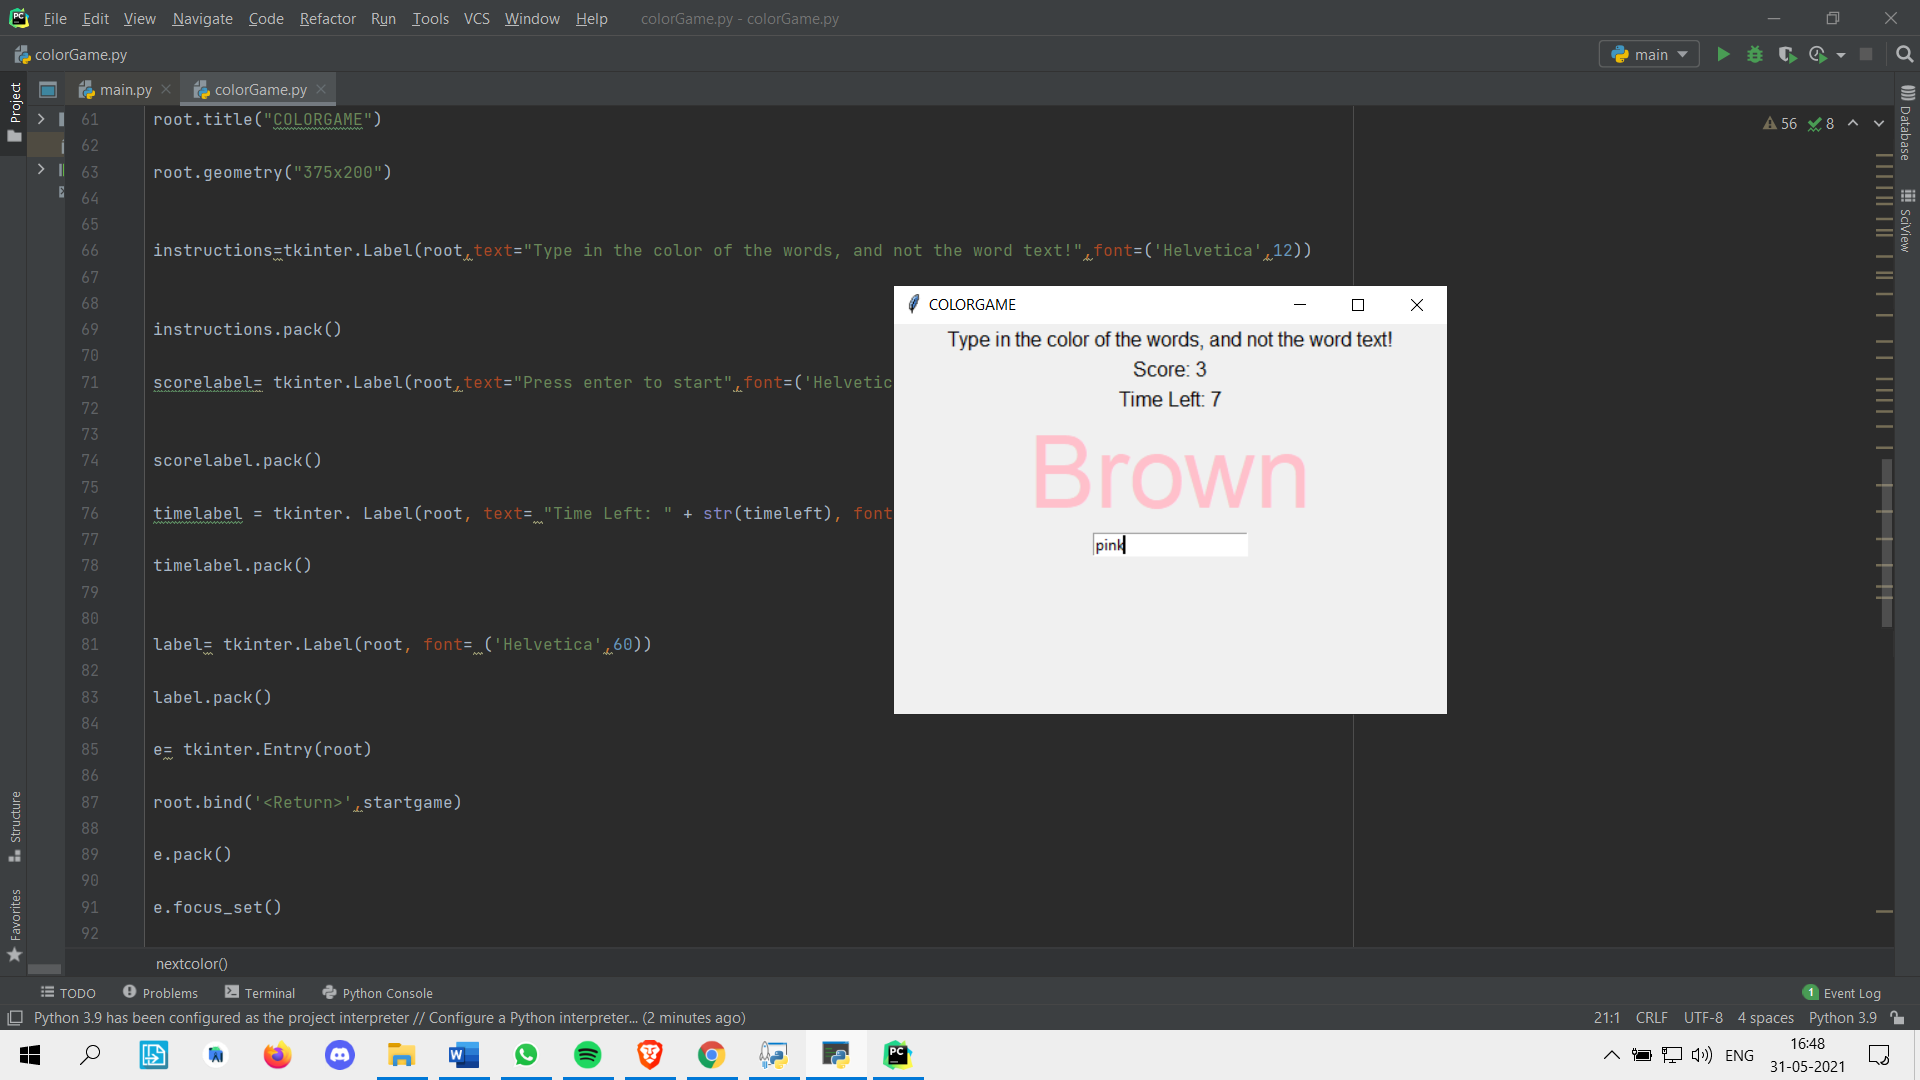 File Edit View Navigate Code Refactor Run Tools VCS Window Help colorGame.py - colorGame.py
colorGame.py main
main.py colorGame.py
Project
61 root.title("COLORGAME")
56 8
62
63 root.geometry("375x200")
64
65
66 instructions=tkinter.Label(root,text="Type in the color of the words, and not the word text!",font=('Helvetica',12))
67
68
69 instructions.pack()
70
71 scorelabel= tkinter.Label(root,text="Press enter to start",font=('Helvetic
72
73
74 scorelabel.pack()
75
76 timelabel = tkinter. Label(root, text= "Time Left: " + str(timeleft), font
77
78 timelabel.pack()
79
80
81 label= tkinter.Label(root, font= ('Helvetica',60))
82
83 label.pack()
84
85 e= tkinter.Entry(root)
86
87 root.bind('<Return>',startgame)
88
89 e.pack()
90
91 e.focus_set()
92
COLORGAME
Type in the color of the words, and not the word text!
Score: 3
Time Left: 7
Brown
pink
Database
SciView
Structure
Favorites
nextcolor()
TODO Problems Terminal Python Console 1 Event Log
Python 3.9 has been configured as the project interpreter // Configure a Python interpreter... (2 minutes ago) 21:1 CRLF UTF-8 4 spaces Python 3.9
ENG
16:48
31-05-2021